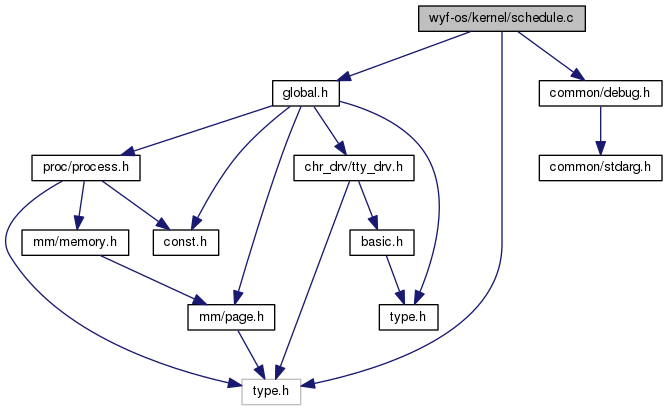 wyf-os/kernel/schedule.c
global.h
common/debug.h
proc/process.h
chr_drv/tty_drv.h
common/stdarg.h
mm/memory.h
const.h
basic.h
mm/page.h
type.h
type.h